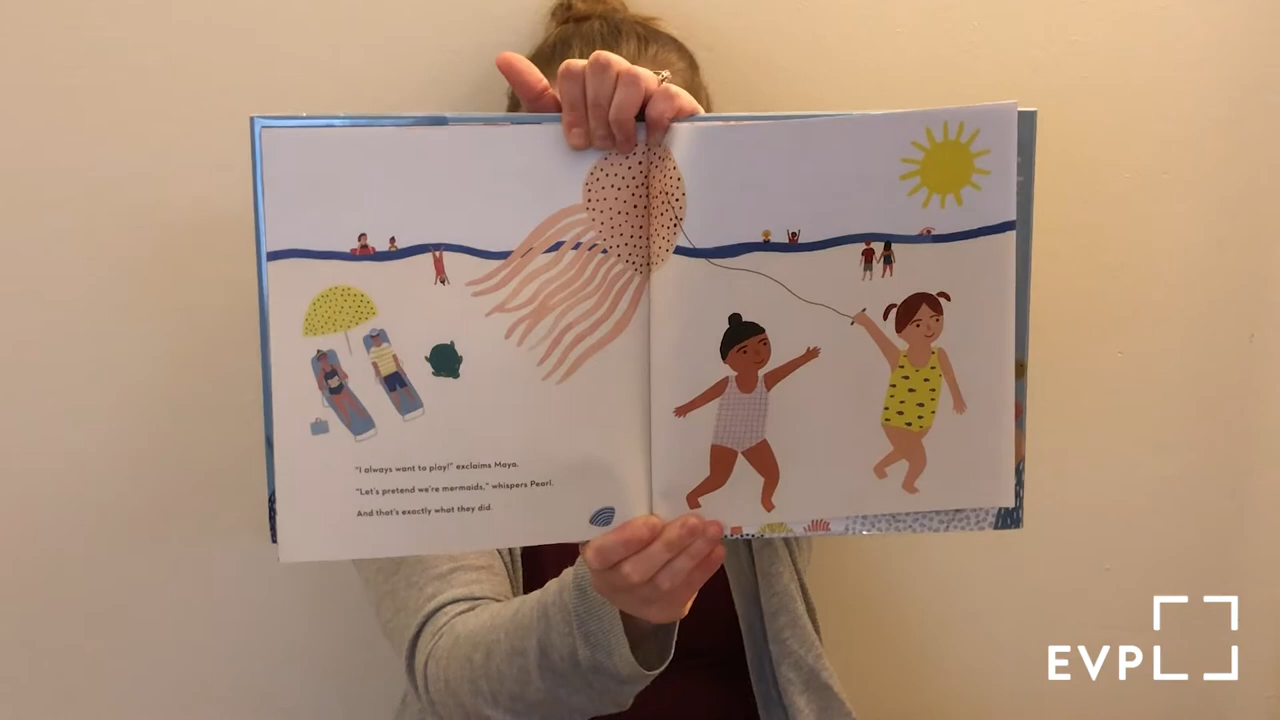 "I always want to play!" exclaims Maya.
"Let's pretend we're mermaids," whispers Pearl.
And that's exactly what they did.
EVPL